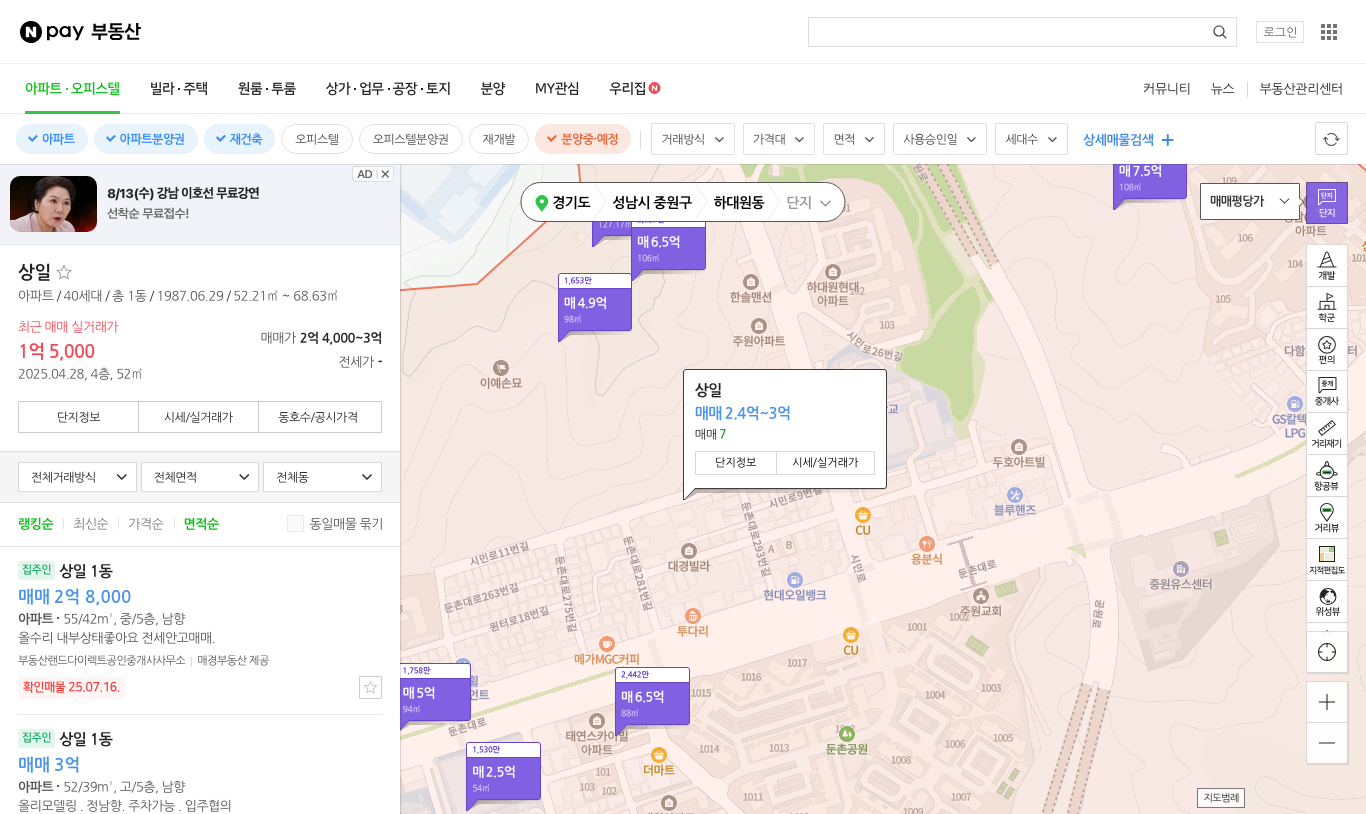 N pay 부동산
로그인
아파트·오피스텔
빌라·주택
원룸·투룸
상가·업무·공장·토지
분양
MY관심
우리집 N
커뮤니티
뉴스
부동산관리센터
아파트
아파트분양권
재건축
오피스텔
오피스텔분양권
재개발
분양중·예정
거래방식
가격대
면적
사용승인일
세대수
상세매물검색
AD
8/13(수) 강남 이호선 무료강연
선착순 무료접수!
상일
아파트 / 40세대 / 총 1동 / 1987.06.29 / 52.21㎡ ~ 68.63㎡
최근 매매 실거래가
1억 5,000
2025.04.28, 4층, 52㎡
매매가 2억 4,000~3억
전세가 -
단지정보
시세/실거래가
동호수/공시가격
전체거래방식
전체면적
전체동
랭킹순
최신순
가격순
면적순
동일매물 묶기
집주인 상일 1동
매매 2억 8,000
아파트 · 55/42m², 중/5층, 남향
올수리 내부상태좋아요 전세안고매매.
부동산랜드다이렉트공인중개사사무소 | 매경부동산 제공
확인매물 25.07.16.
집주인 상일 1동
매매 3억
아파트 · 52/39m², 고/5층, 남향
올리모델링 . 정남향. 주차가능 . 입주협의
경기도
성남시 중원구
하대원동
단지
매 7.5억
108㎡
109
매매평당가
단지
아파트
106
104
105
127.17㎡
매 6.5억
106㎡
1,653만
매 4.9억
98㎡
한솔맨션
하대원현대
아파트
102
103
주원아파트
시민로26번길
이예손묘
상일
매매 2.4억~3억
매매 7
단지정보
시세/실거래가
교
두호아트빌
블루핸즈
GS칼텍
LPG
다함
터
시민로9번길
CU
용분식
둔촌대로293번길
A
B
시민로
시민로11번길
대경빌라
둔촌대로281번길
둔촌대로275번길
둔촌대로263번길
원터로18번길
현대오일뱅크
둔촌대로
주원교회
중원유스센터
공원로
투다리
메가MGC커피
CU
1001
1002
1017
1016
1015
1004
1003
1,758만
매 5억
94㎡
2,442만
매 6.5억
88㎡
둔촌대로
태연스카이빌
아파트
1014
1013
둔촌공원
1006
1005
1,530만
매 2.5억
54㎡
101
103
102
더마트
1011
1012
1007
1008
개발
학군
편의
중개
중개사
거리재기
항공뷰
거리뷰
지적편집도
위성뷰
지도범례